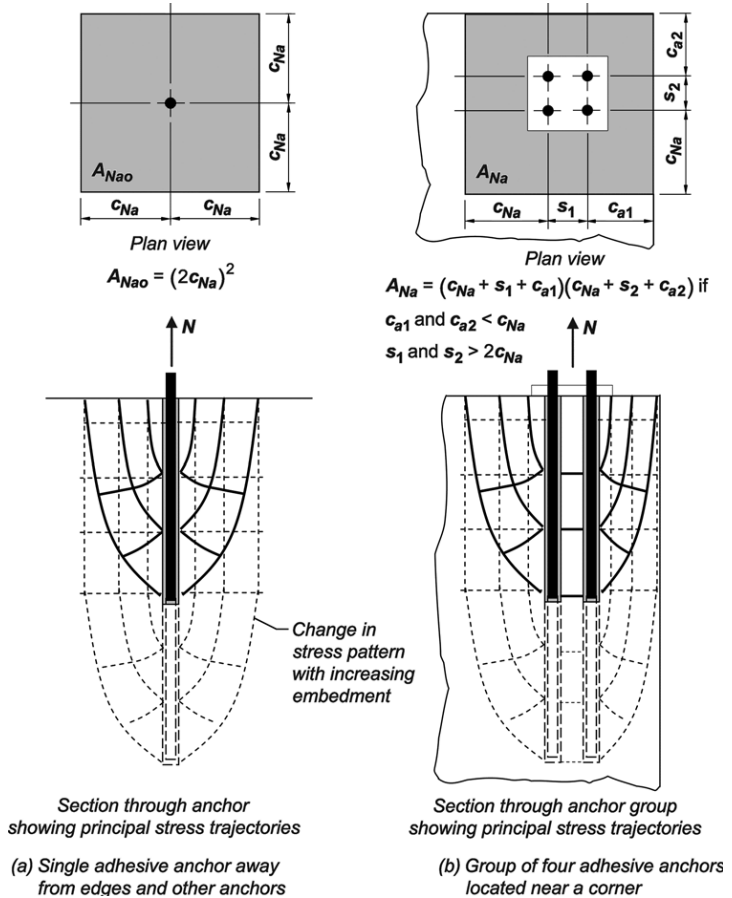 c_Na
c_Na
A_Nao
c_Na
c_Na
Plan view
A_Nao = (2c_Na)^2
N
Change in
stress pattern
with increasing
embedment
Section through anchor
showing principal stress trajectories
(a) Single adhesive anchor away
from edges and other anchors
c_a2
s_2
c_Na
A_Na
c_Na
s_1
c_a1
Plan view
A_Na = (c_Na + s_1 + c_a1)(c_Na + s_2 + c_a2) if
c_a1 and c_a2 < c_Na
s_1 and s_2 > 2c_Na
N
Section through anchor group
showing principal stress trajectories
(b) Group of four adhesive anchors
located near a corner